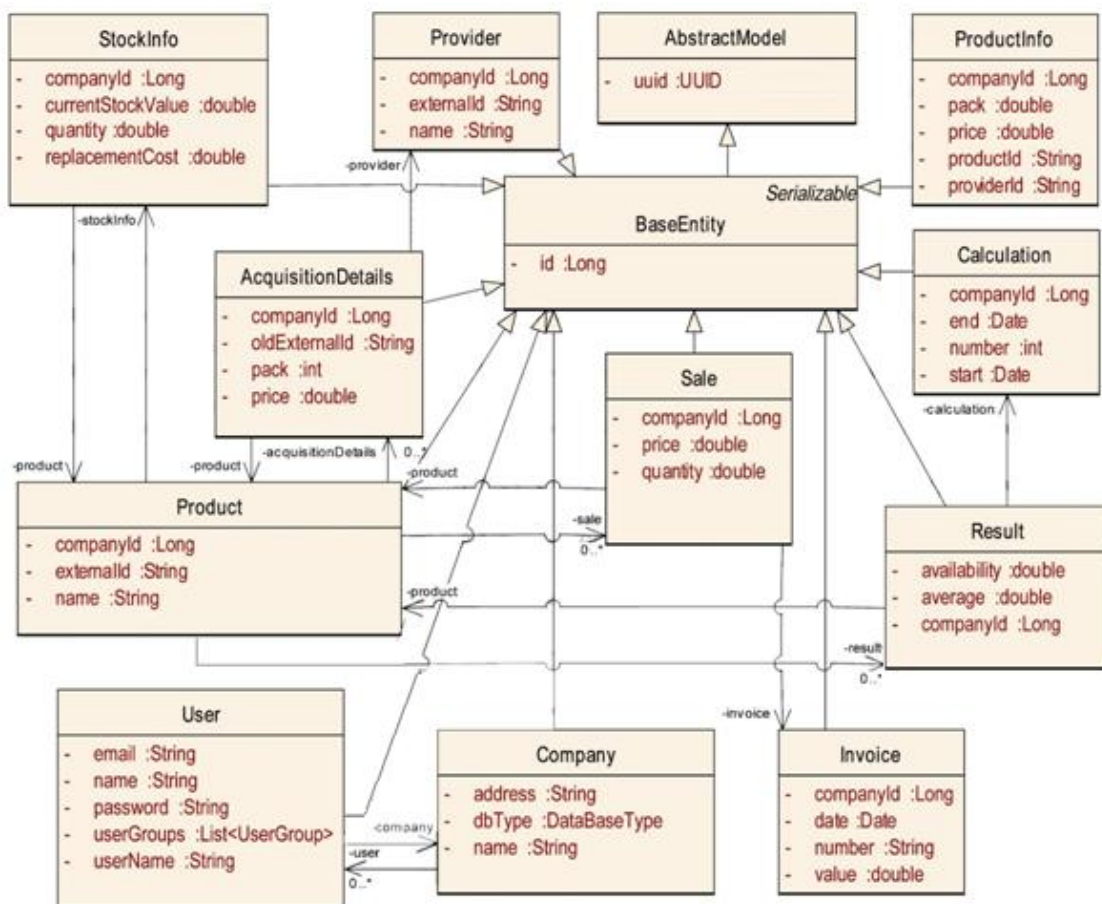 StockInfo
- companyId :Long
- currentStockValue :double
- quantity :double
- replacementCost :double
Provider
- companyId :Long
- externalId :String
- name :String
AbstractModel
- uuid :UUID
ProductInfo
- companyId :Long
- pack :double
- price :double
- productId :String
- providerId :String
-provider
-stockInfo
Serializable
BaseEntity
- id :Long
AcquisitionDetails
- companyId :Long
- oldExternalId :String
- pack :int
- price :double
Calculation
- companyId :Long
- end :Date
- number :int
- start :Date
Sale
- companyId :Long
- price :double
- quantity :double
-calculation
-product
-product
-acquisitionDetails
0..*
-product
Product
- companyId :Long
- externalId :String
- name :String
-sale
0..*
Result
- availability :double
- average :double
- companyId :Long
-product
-result
0..*
User
- email :String
- name :String
- password :String
- userGroups :List<UserGroup>
- userName :String
-company
-user
0..*
Company
- address :String
- dbType :DataBaseType
- name :String
-invoice
Invoice
- companyId :Long
- date :Date
- number :String
- value :double